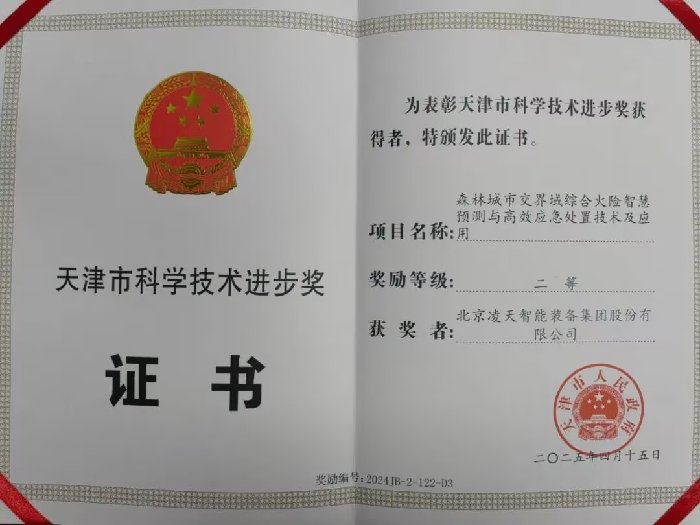 天津市科学技术进步奖
证 书
为表彰天津市科学技术进步奖获
得者，特颁发此证书。
森林城市交界域综合火险智慧
预测与高效应急处置技术及应
项目名称:用
奖励等级: 二 等
北京凌天智能装备集团股份有
获 奖 者: 限公司
天津市人民政府
二〇二五年四月十五日
奖励编号:2024JB-2-122-D3